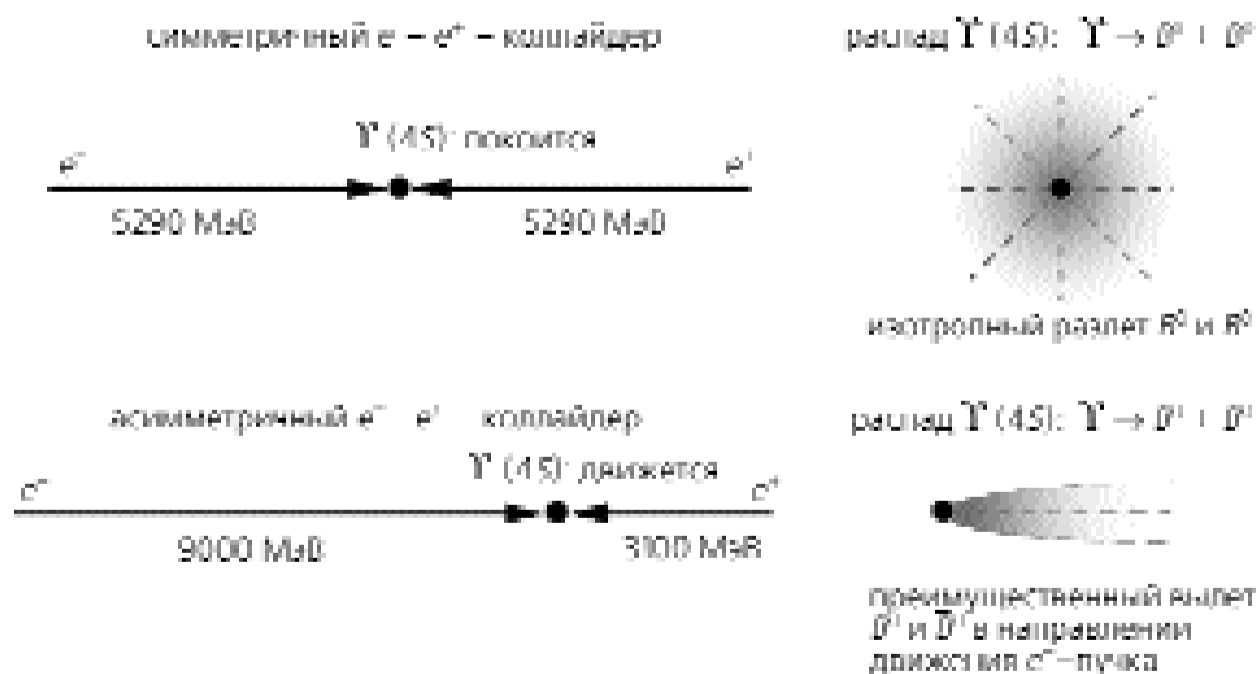 симметричный e⁻ – e⁺ – коллайдер
распад ϒ (4S): ϒ → B⁰ + B̅⁰
ϒ (4S): покоится
e⁻
e⁺
5290 МэВ
5290 МэВ
изотропный разлет B⁰ и B̅⁰
асимметричный e⁻ – e⁺ – коллайдер
распад ϒ (4S): ϒ → B⁰ + B̅⁰
ϒ (4S): движется
e⁻
e⁺
9000 МэВ
3100 МэВ
преимущественный вылет
B⁰ и B̅⁰ в направлении
движения e⁻–пучка